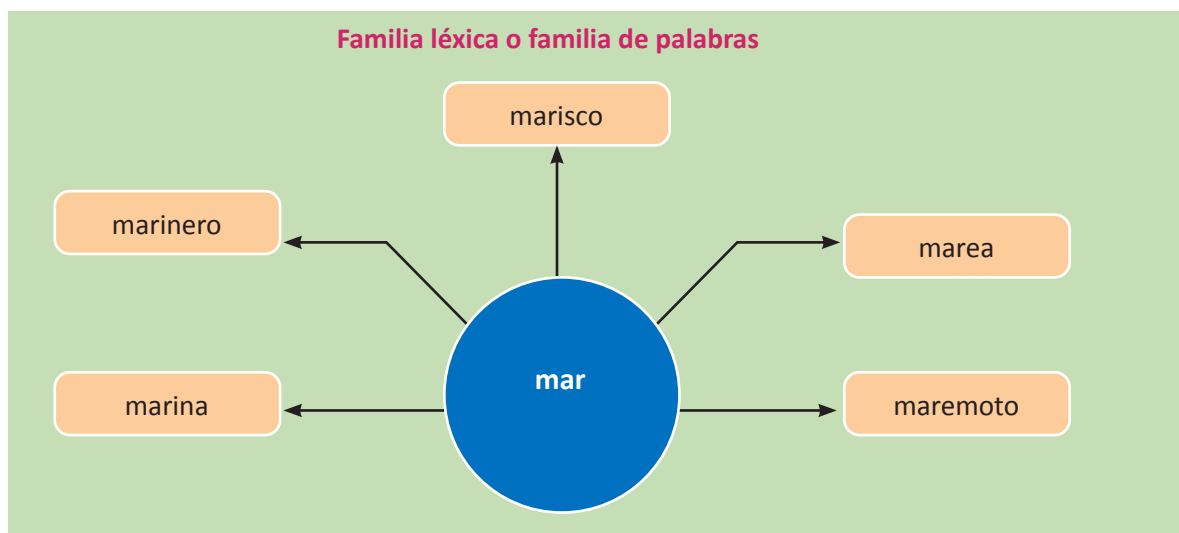 Familia léxica o familia de palabras
marisco
marinero
marea
mar
marina
maremoto